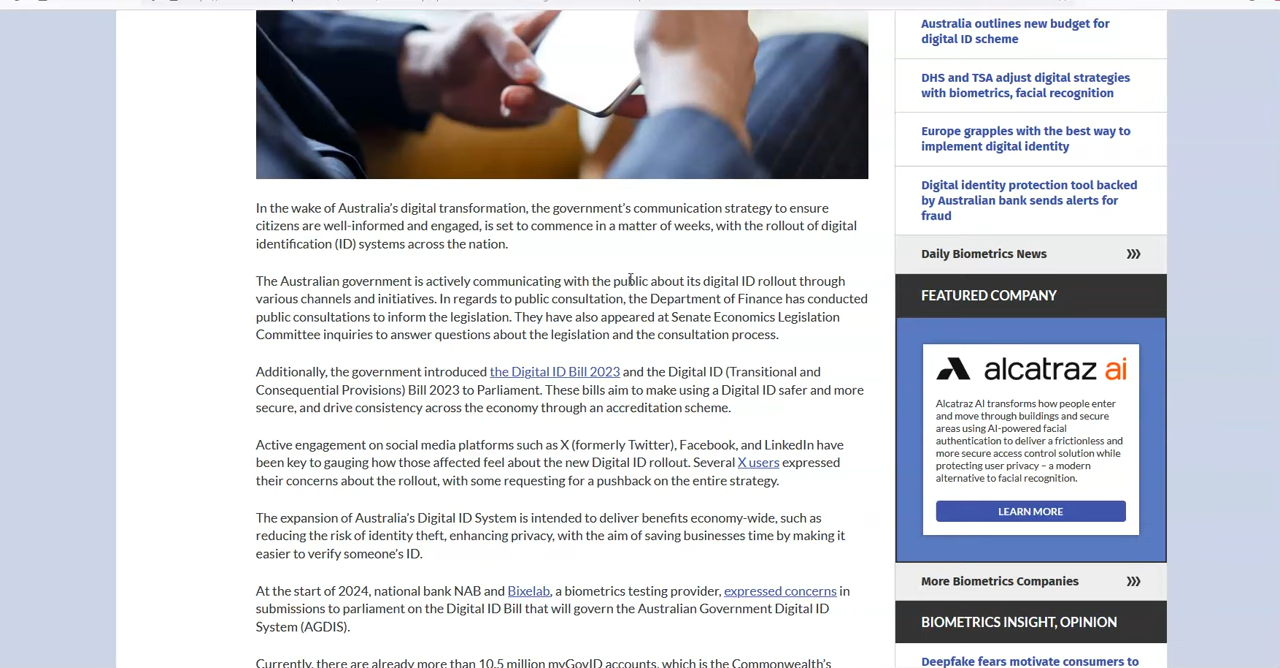 Australia outlines new budget for
digital ID scheme
DHS and TSA adjust digital strategies
with biometrics, facial recognition
Europe grapples with the best way to
implement digital identity
Digital identity protection tool backed
by Australian bank sends alerts for
fraud
Daily Biometrics News
FEATURED COMPANY
alcatraz ai
Alcatraz AI transforms how people enter
and move through buildings and secure
areas using AI-powered facial
authentication to deliver a frictionless and
more secure access control solution while
protecting user privacy – a modern
alternative to facial recognition.
LEARN MORE
More Biometrics Companies
BIOMETRICS INSIGHT, OPINION
Deepfake fears motivate consumers to
In the wake of Australia’s digital transformation, the government’s communication strategy to ensure
citizens are well-informed and engaged, is set to commence in a matter of weeks, with the rollout of digital
identification (ID) systems across the nation.
The Australian government is actively communicating with the public about its digital ID rollout through
various channels and initiatives. In regards to public consultation, the Department of Finance has conducted
public consultations to inform the legislation. They have also appeared at Senate Economics Legislation
Committee inquiries to answer questions about the legislation and the consultation process.
Additionally, the government introduced the Digital ID Bill 2023 and the Digital ID (Transitional and
Consequential Provisions) Bill 2023 to Parliament. These bills aim to make using a Digital ID safer and more
secure, and drive consistency across the economy through an accreditation scheme.
Active engagement on social media platforms such as X (formerly Twitter), Facebook, and LinkedIn have
been key to gauging how those affected feel about the new Digital ID rollout. Several X users expressed
their concerns about the rollout, with some requesting for a pushback on the entire strategy.
The expansion of Australia’s Digital ID System is intended to deliver benefits economy-wide, such as
reducing the risk of identity theft, enhancing privacy, with the aim of saving businesses time by making it
easier to verify someone’s ID.
At the start of 2024, national bank NAB and Bixelab, a biometrics testing provider, expressed concerns in
submissions to parliament on the Digital ID Bill that will govern the Australian Government Digital ID
System (AGDIS).
Currently, there are already more than 10.5 million myGovID accounts, which is the Commonwealth’s